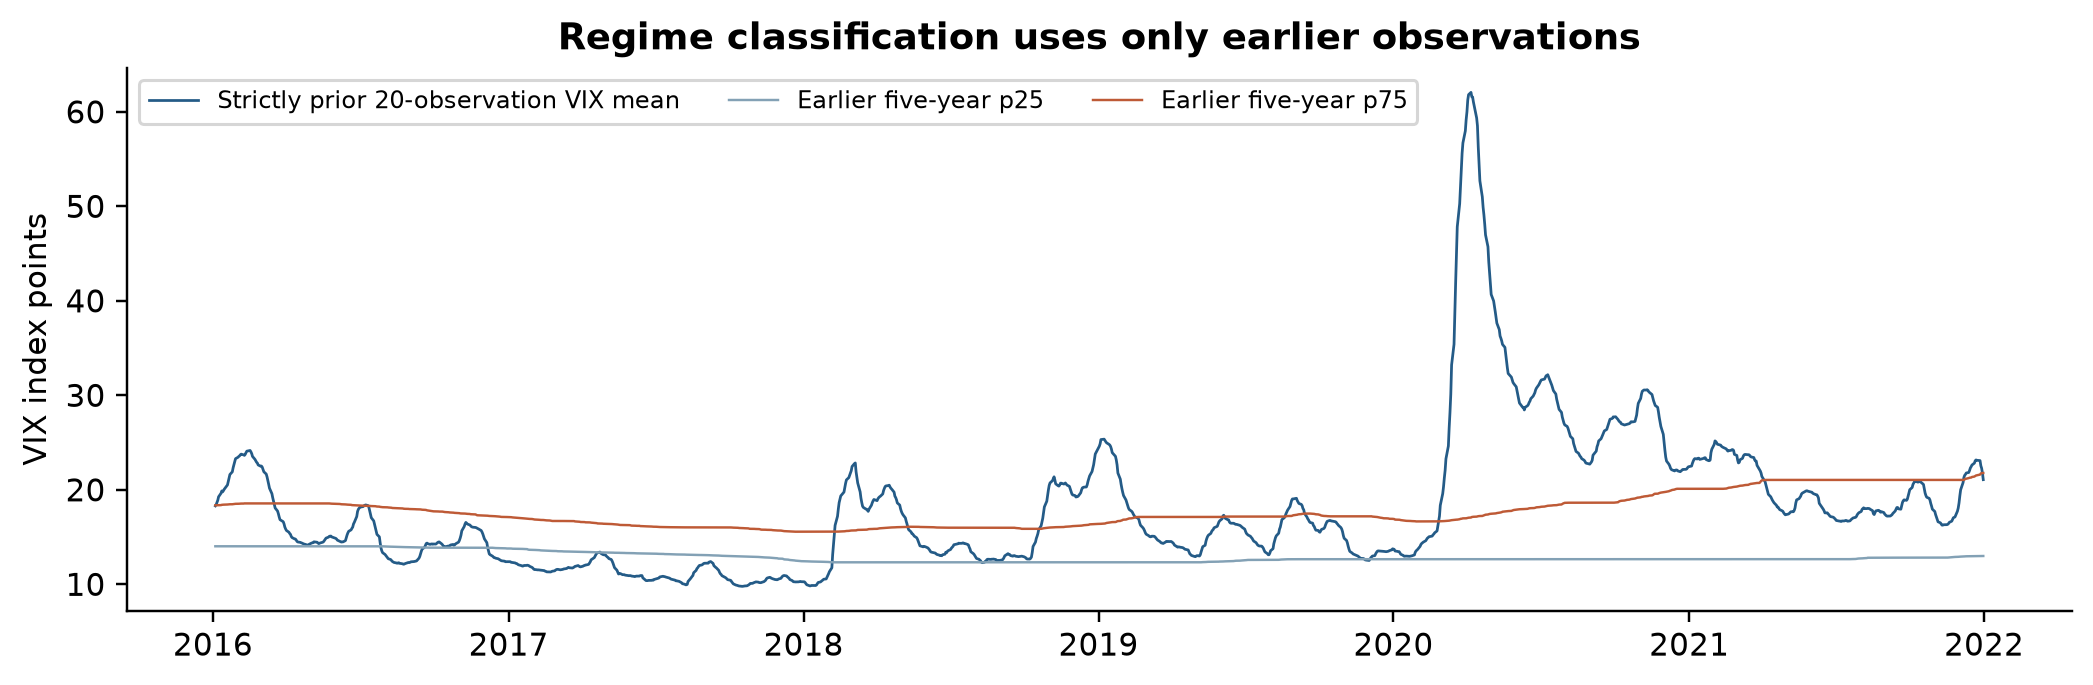 Regime classification uses only earlier observations
Strictly prior 20-observation VIX mean
Earlier five-year p25
Earlier five-year p75
VIX index points
60
50
40
30
20
10
2016
2017
2018
2019
2020
2021
2022